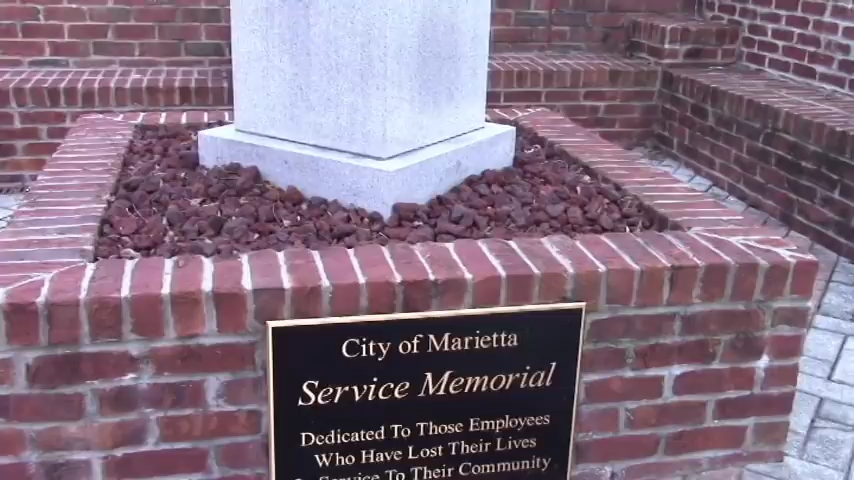 City of Marietta
Service Memorial
Dedicated To Those Employees
Who Have Lost Their Lives
Service To Their Community